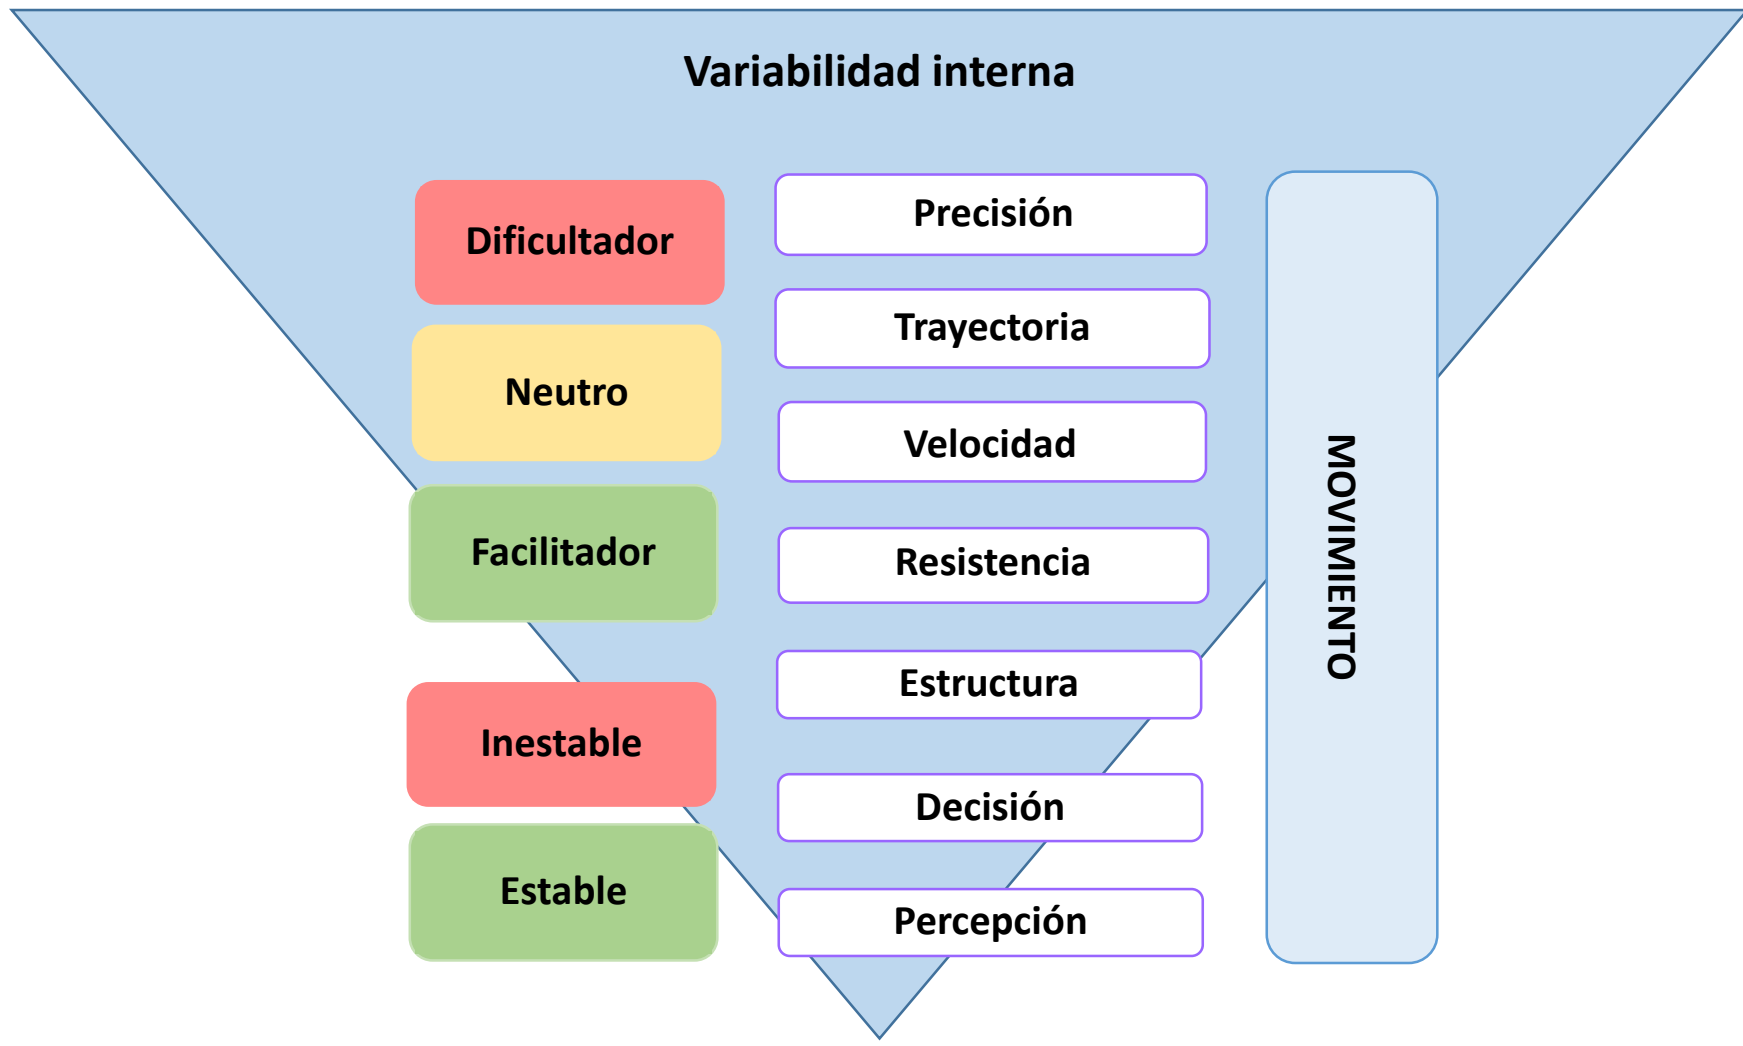 Variabilidad interna
Dificultador
Neutro
Facilitador
Inestable
Estable
Precisión
Trayectoria
Velocidad
Resistencia
Estructura
Decisión
Percepción
MOVIMIENTO